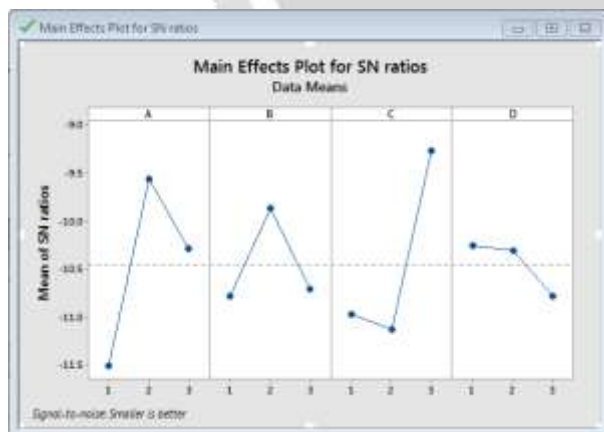 Main Effects Plot for SN ratios
Main Effects Plot for SN ratios
Data Means
A B C D
Mean of SN ratios
-9.0
-9.5
-10.0
-10.5
-11.0
-11.5
1 2 3 1 2 3 1 2 3 1 2 3
Signal-to-noise: Smaller is better